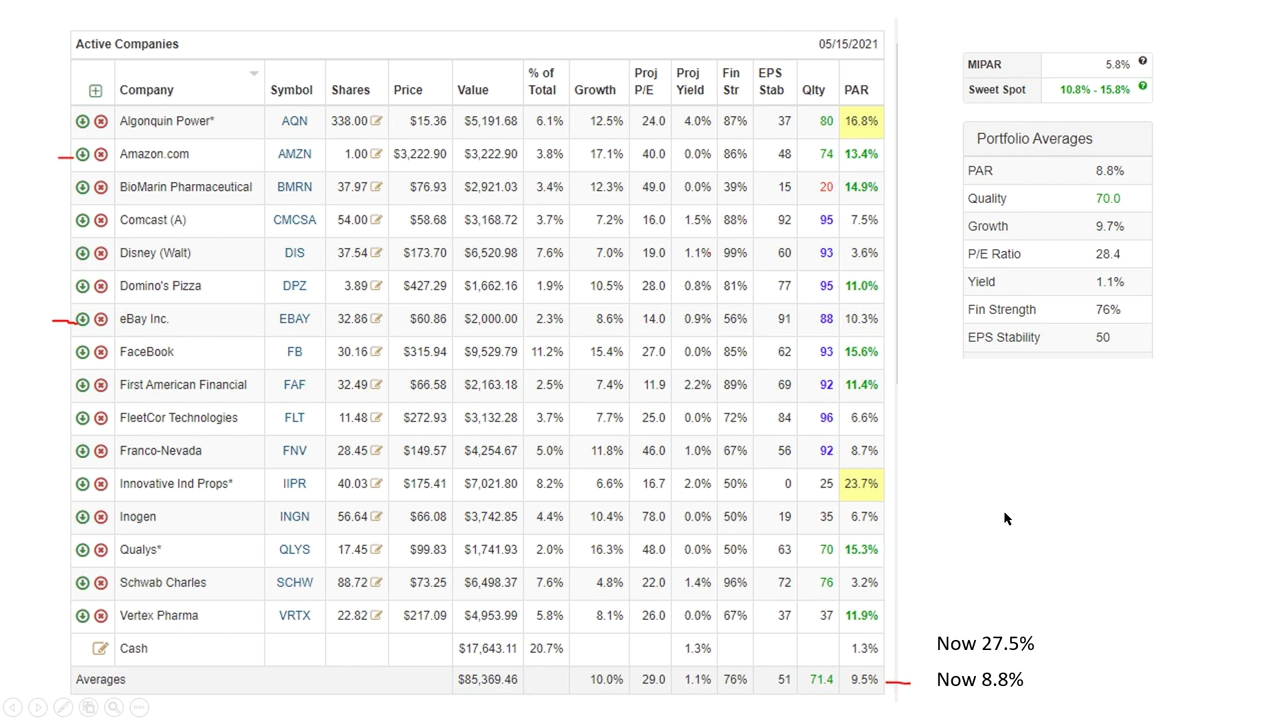 Active Companies 05/15/2021
Company Symbol Shares Price Value % of Total Growth Proj P/E Proj Yield Fin Str EPS Stab Qlty PAR
Algonquin Power* AQN 338.00 $15.36 $5,191.68 6.1% 12.5% 24.0 4.0% 87% 37 80 16.8%
Amazon.com AMZN 1.00 $3,222.90 $3,222.90 3.8% 17.1% 40.0 0.0% 86% 48 74 13.4%
BioMarin Pharmaceutical BMRN 37.97 $76.93 $2,921.03 3.4% 12.3% 49.0 0.0% 39% 15 20 14.9%
Comcast (A) CMCSA 54.00 $58.68 $3,168.72 3.7% 7.2% 16.0 1.5% 88% 92 95 7.5%
Disney (Walt) DIS 37.54 $173.70 $6,520.98 7.6% 7.0% 19.0 1.1% 99% 60 93 3.6%
Domino's Pizza DPZ 3.89 $427.29 $1,662.16 1.9% 10.5% 28.0 0.8% 81% 77 95 11.0%
eBay Inc. EBAY 32.86 $60.86 $2,000.00 2.3% 8.6% 14.0 0.9% 56% 91 88 10.3%
FaceBook FB 30.16 $315.94 $9,529.79 11.2% 15.4% 27.0 0.0% 85% 62 93 15.6%
First American Financial FAF 32.49 $66.58 $2,163.18 2.5% 7.4% 11.9 2.2% 89% 69 92 11.4%
FleetCor Technologies FLT 11.48 $272.93 $3,132.28 3.7% 7.7% 25.0 0.0% 72% 84 96 6.6%
Franco-Nevada FNV 28.45 $149.57 $4,254.67 5.0% 11.8% 46.0 1.0% 67% 56 92 8.7%
Innovative Ind Props* IIPR 40.03 $175.41 $7,021.80 8.2% 6.6% 16.7 2.0% 50% 0 25 23.7%
Inogen INGN 56.64 $66.08 $3,742.85 4.4% 10.4% 78.0 0.0% 50% 19 35 6.7%
Qualys* QLYS 17.45 $99.83 $1,741.93 2.0% 16.3% 48.0 0.0% 50% 63 70 15.3%
Schwab Charles SCHW 88.72 $73.25 $6,498.37 7.6% 4.8% 22.0 1.4% 96% 72 76 3.2%
Vertex Pharma VRTX 22.82 $217.09 $4,953.99 5.8% 8.1% 26.0 0.0% 67% 37 37 11.9%
Cash $17,643.11 20.7% 1.3% 1.3%
Averages $85,369.46 10.0% 29.0 1.1% 76% 51 71.4 9.5%
MIPAR 5.8%
Sweet Spot 10.8% - 15.8%
Portfolio Averages
PAR 8.8%
Quality 70.0
Growth 9.7%
P/E Ratio 28.4
Yield 1.1%
Fin Strength 76%
EPS Stability 50
Now 27.5%
Now 8.8%